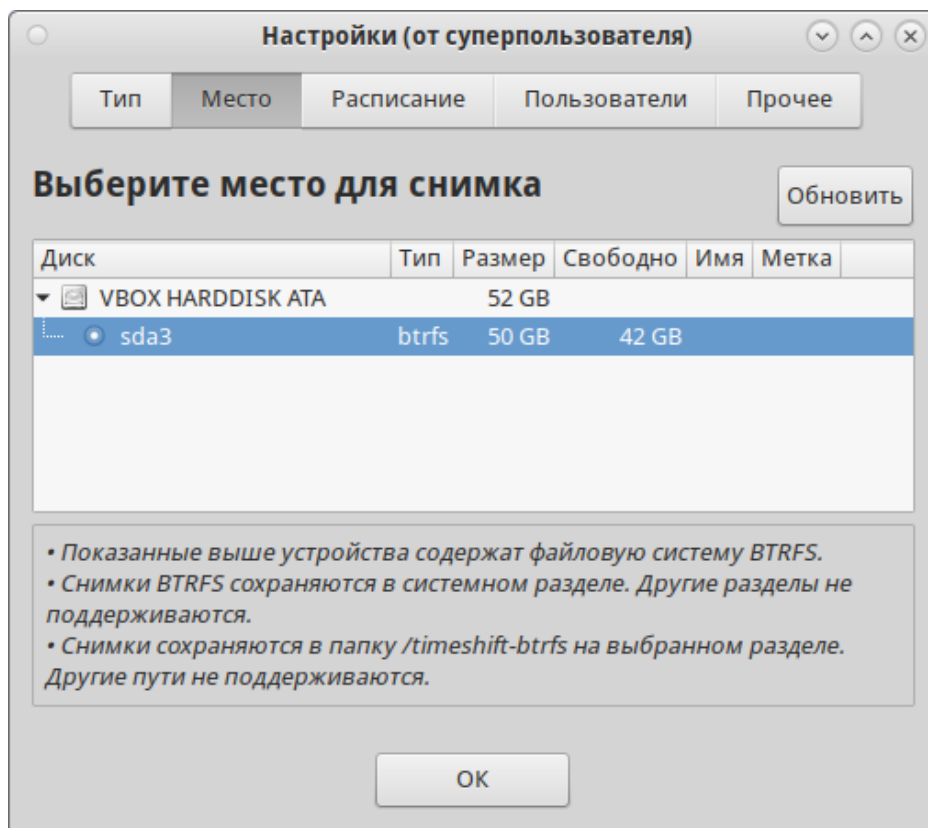 Настройки (от суперпользователя)
Тип Место Расписание Пользователи Прочее
Выберите место для снимка
Обновить
Диск Тип Размер Свободно Имя Метка
VBOX HARDDISK ATA 52 GB
sda3 btrfs 50 GB 42 GB
• Показанные выше устройства содержат файловую систему BTRFS.
• Снимки BTRFS сохраняются в системном разделе. Другие разделы не
поддерживаются.
• Снимки сохраняются в папку /timeshift-btrfs на выбранном разделе.
Другие пути не поддерживаются.
ОК